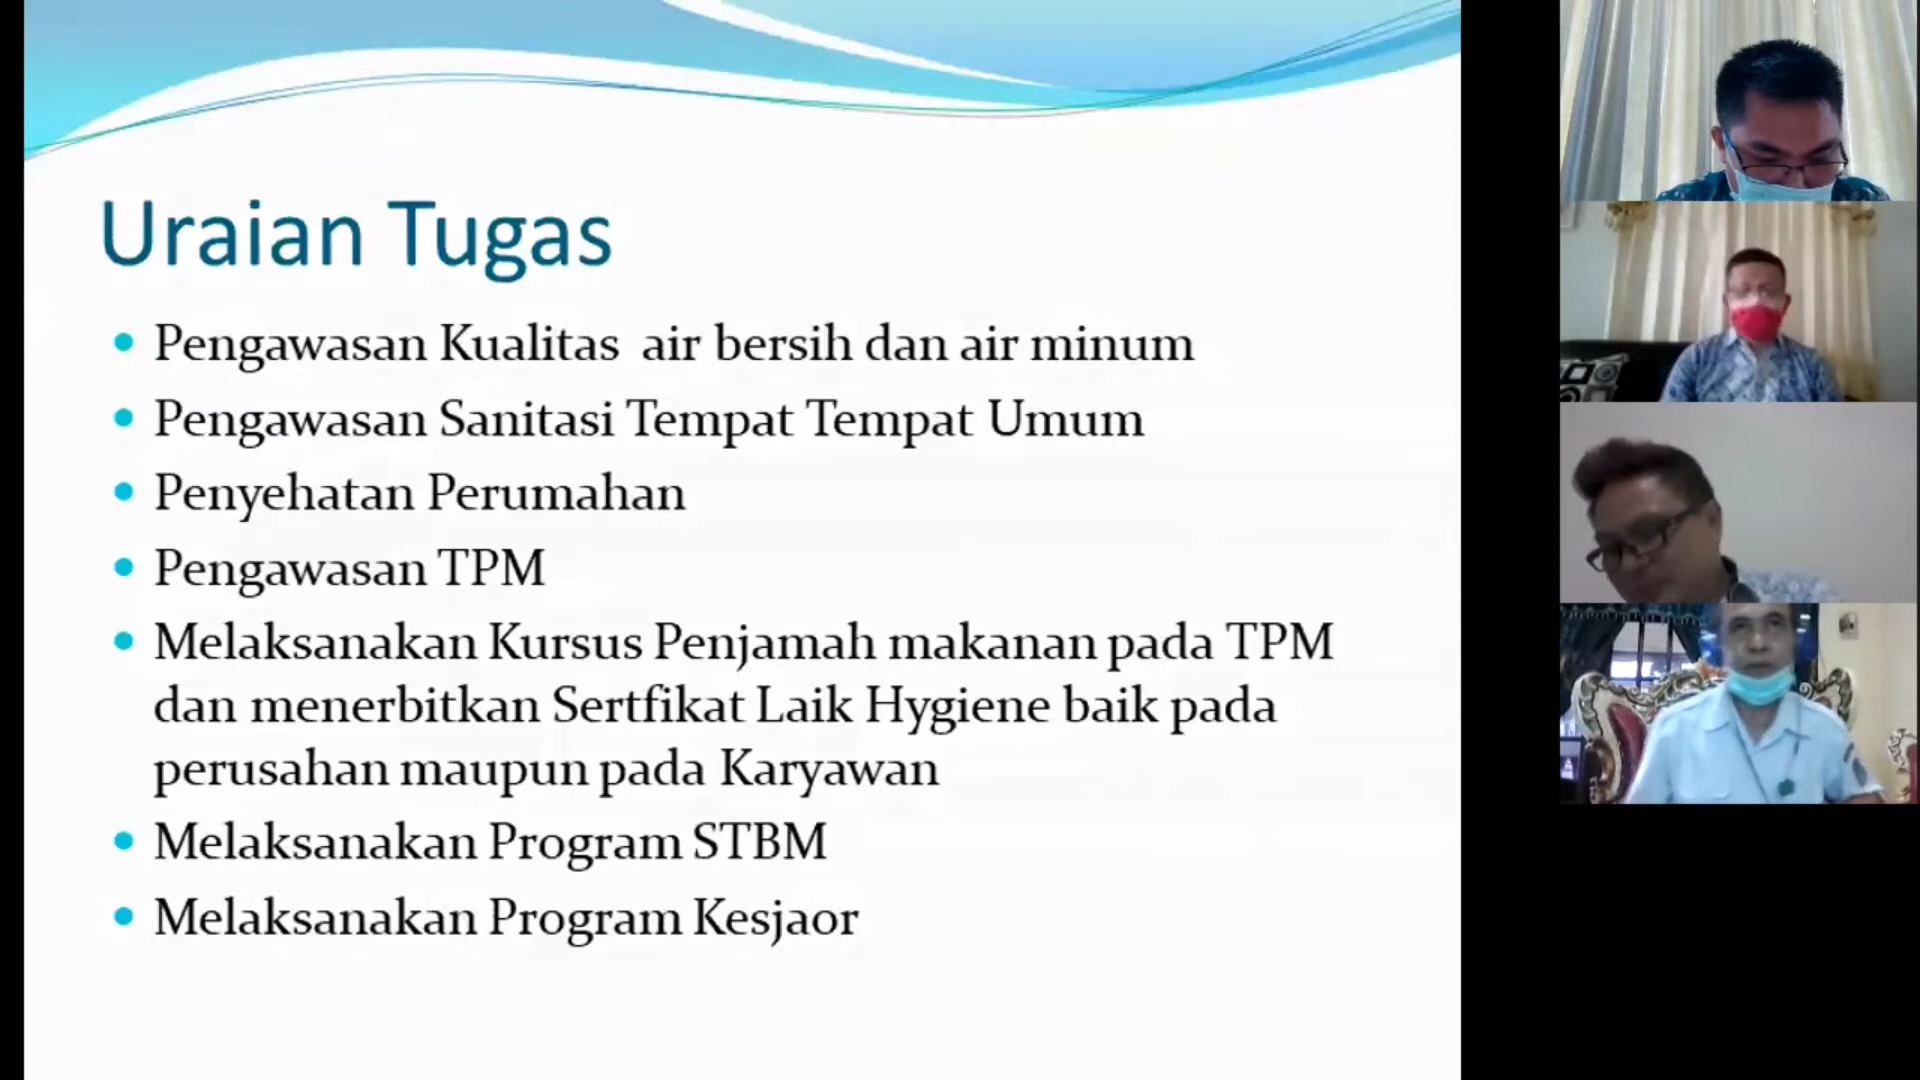 Uraian Tugas
Pengawasan Kualitas air bersih dan air minum
Pengawasan Sanitasi Tempat Tempat Umum
Penyehatan Perumahan
Pengawasan TPM
Melaksanakan Kursus Penjamah makanan pada TPM
dan menerbitkan Sertfikat Laik Hygiene baik pada
perusahan maupun pada Karyawan
Melaksanakan Program STBM
Melaksanakan Program Kesjaor